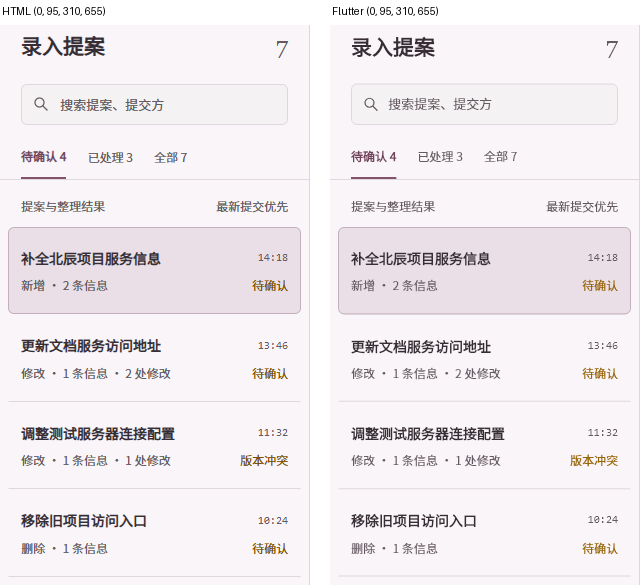 HTML (0, 95, 310, 655)
录入提案 7
搜索提案、提交方
待确认 4 已处理 3 全部 7
提案与整理结果 最新提交优先
补全北辰项目服务信息 14:18
新增 · 2 条信息 待确认
更新文档服务访问地址 13:46
修改 · 1 条信息 · 2 处修改 待确认
调整测试服务器连接配置 11:32
修改 · 1 条信息 · 1 处修改 版本冲突
移除旧项目访问入口 10:24
删除 · 1 条信息 待确认
Flutter (0, 95, 310, 655)
录入提案 7
搜索提案、提交方
待确认 4 已处理 3 全部 7
提案与整理结果 最新提交优先
补全北辰项目服务信息 14:18
新增 · 2 条信息 待确认
更新文档服务访问地址 13:46
修改 · 1 条信息 · 2 处修改 待确认
调整测试服务器连接配置 11:32
修改 · 1 条信息 · 1 处修改 版本冲突
移除旧项目访问入口 10:24
删除 · 1 条信息 待确认